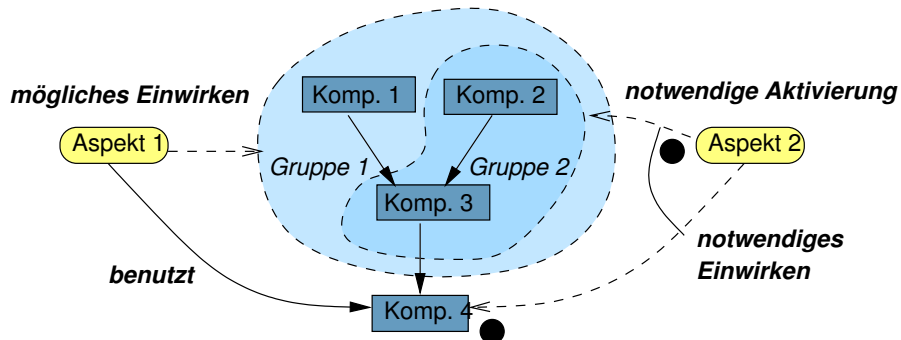 mögliches Einwirken
Komp. 1
Komp. 2
notwendige Aktivierung
Aspekt 1
Aspekt 2
Gruppe 1
Gruppe 2
Komp. 3
benutzt
notwendiges
Einwirken
Komp. 4